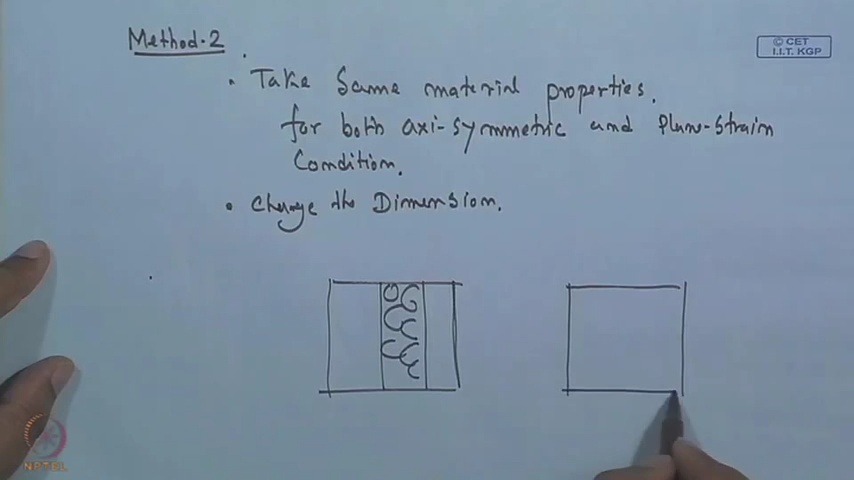 Method-2
© CET
I.I.T. KGP
• Take Same material properties.
for both axi-symmetric and Plane-Strain
Condition.
• Change the Dimension.
NPTEL